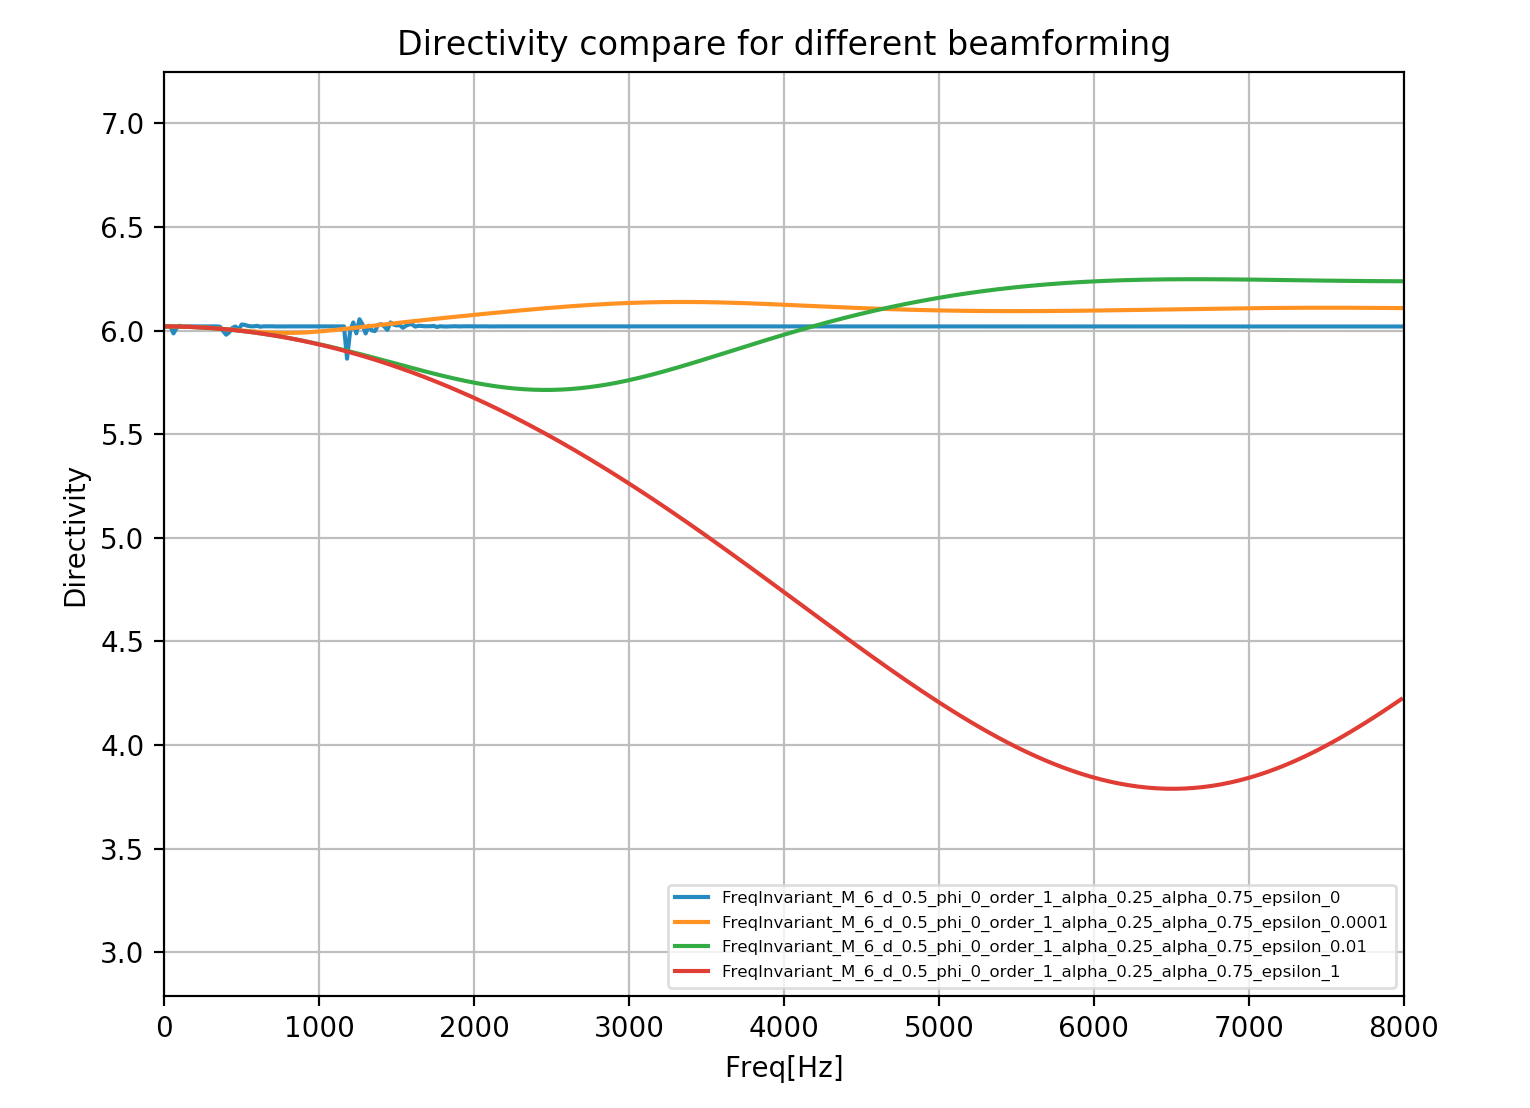 Directivity compare for different beamforming
7.0
6.5
6.0
5.5
5.0
4.5
4.0
3.5
3.0
Directivity
FreqInvariant_M_6_d_0.5_phi_0_order_1_alpha_0.25_alpha_0.75_epsilon_0
FreqInvariant_M_6_d_0.5_phi_0_order_1_alpha_0.25_alpha_0.75_epsilon_0.0001
FreqInvariant_M_6_d_0.5_phi_0_order_1_alpha_0.25_alpha_0.75_epsilon_0.01
FreqInvariant_M_6_d_0.5_phi_0_order_1_alpha_0.25_alpha_0.75_epsilon_1
0 1000 2000 3000 4000 5000 6000 7000 8000
Freq[Hz]